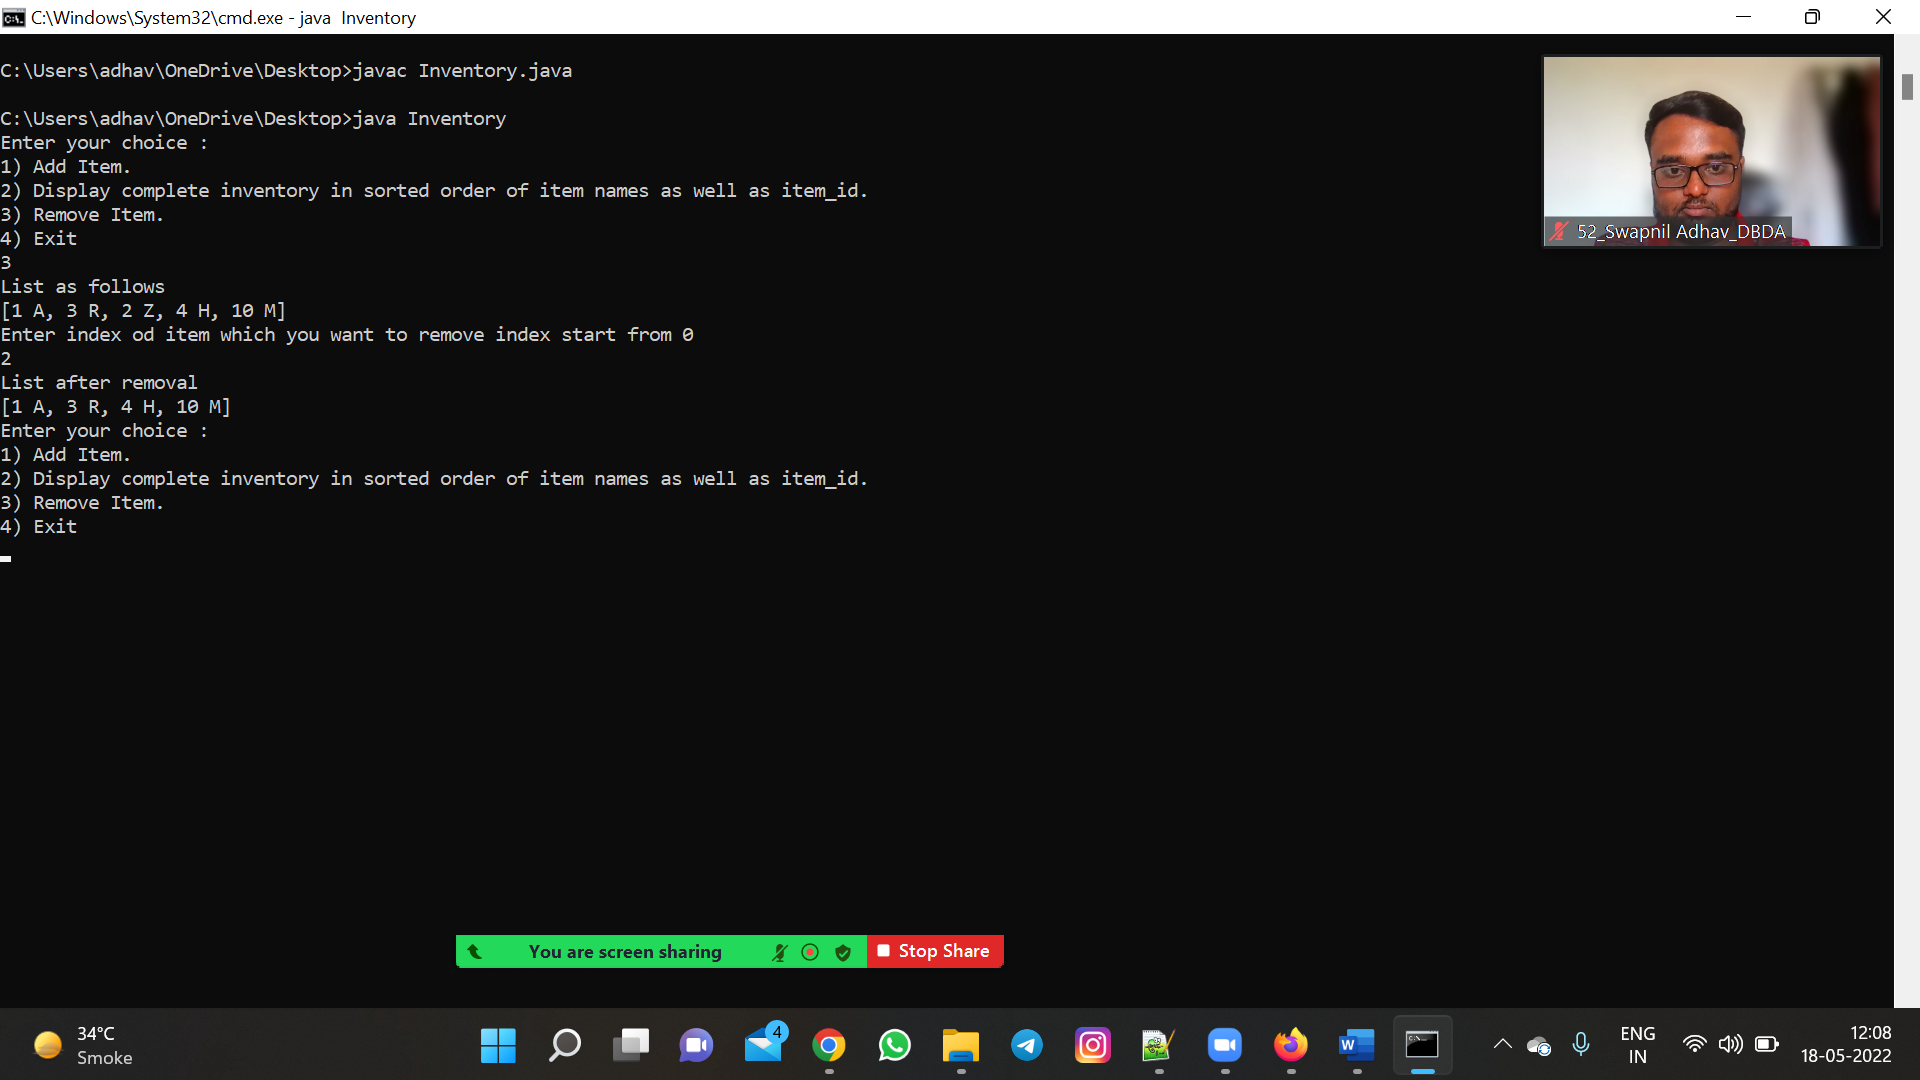 C:\Windows\System32\cmd.exe - java  Inventory
C:\Users\adhav\OneDrive\Desktop>javac Inventory.java
C:\Users\adhav\OneDrive\Desktop>java Inventory
Enter your choice :
1) Add Item.
2) Display complete inventory in sorted order of item names as well as item_id.
3) Remove Item.
4) Exit
3
List as follows
[1 A, 3 R, 2 Z, 4 H, 10 M]
Enter index od item which you want to remove index start from 0
2
List after removal
[1 A, 3 R, 4 H, 10 M]
Enter your choice :
1) Add Item.
2) Display complete inventory in sorted order of item names as well as item_id.
3) Remove Item.
4) Exit
52_Swapnil Adhav_DBDA
You are screen sharing
Stop Share
34°C
Smoke
4
ENG
IN
12:08
18-05-2022